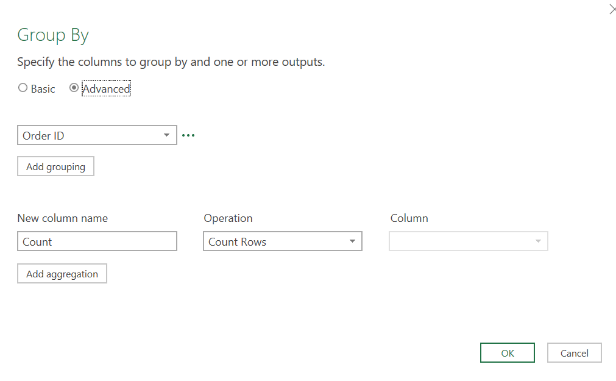 Group By
Specify the columns to group by and one or more outputs.
Basic Advanced
Order ID
Add grouping
New column name Operation Column
Count Count Rows
Add aggregation
OK Cancel